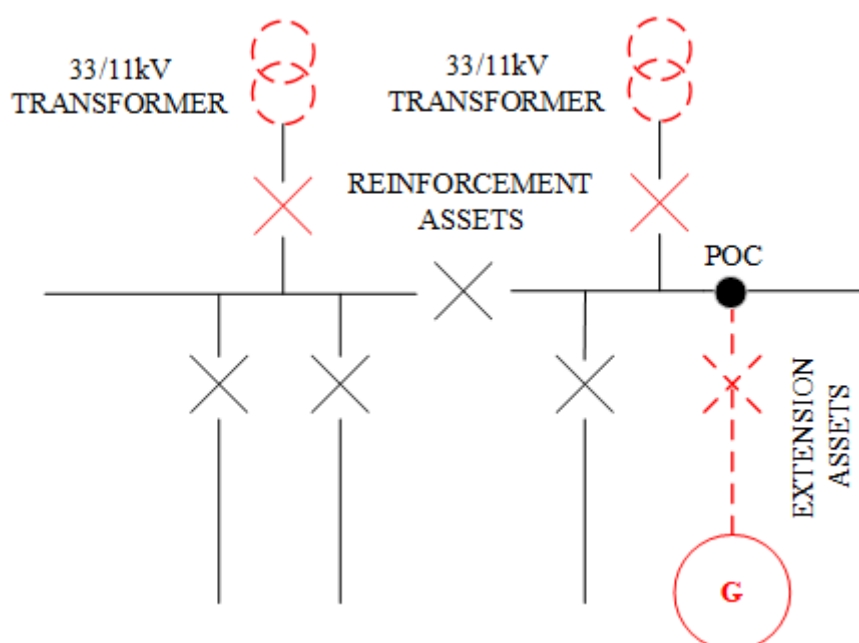 33/11kV
TRANSFORMER
33/11kV
TRANSFORMER
REINFORCEMENT
ASSETS
POC
EXTENSION
ASSETS
G